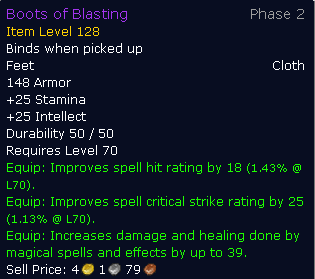 Boots of Blasting Phase 2
Item Level 128
Binds when picked up
Feet Cloth
148 Armor
+25 Stamina
+25 Intellect
Durability 50 / 50
Requires Level 70
Equip: Improves spell hit rating by 18 (1.43% @
L70).
Equip: Improves spell critical strike rating by 25
(1.13% @ L70).
Equip: Increases damage and healing done by
magical spells and effects by up to 39.
Sell Price: 4 1 79